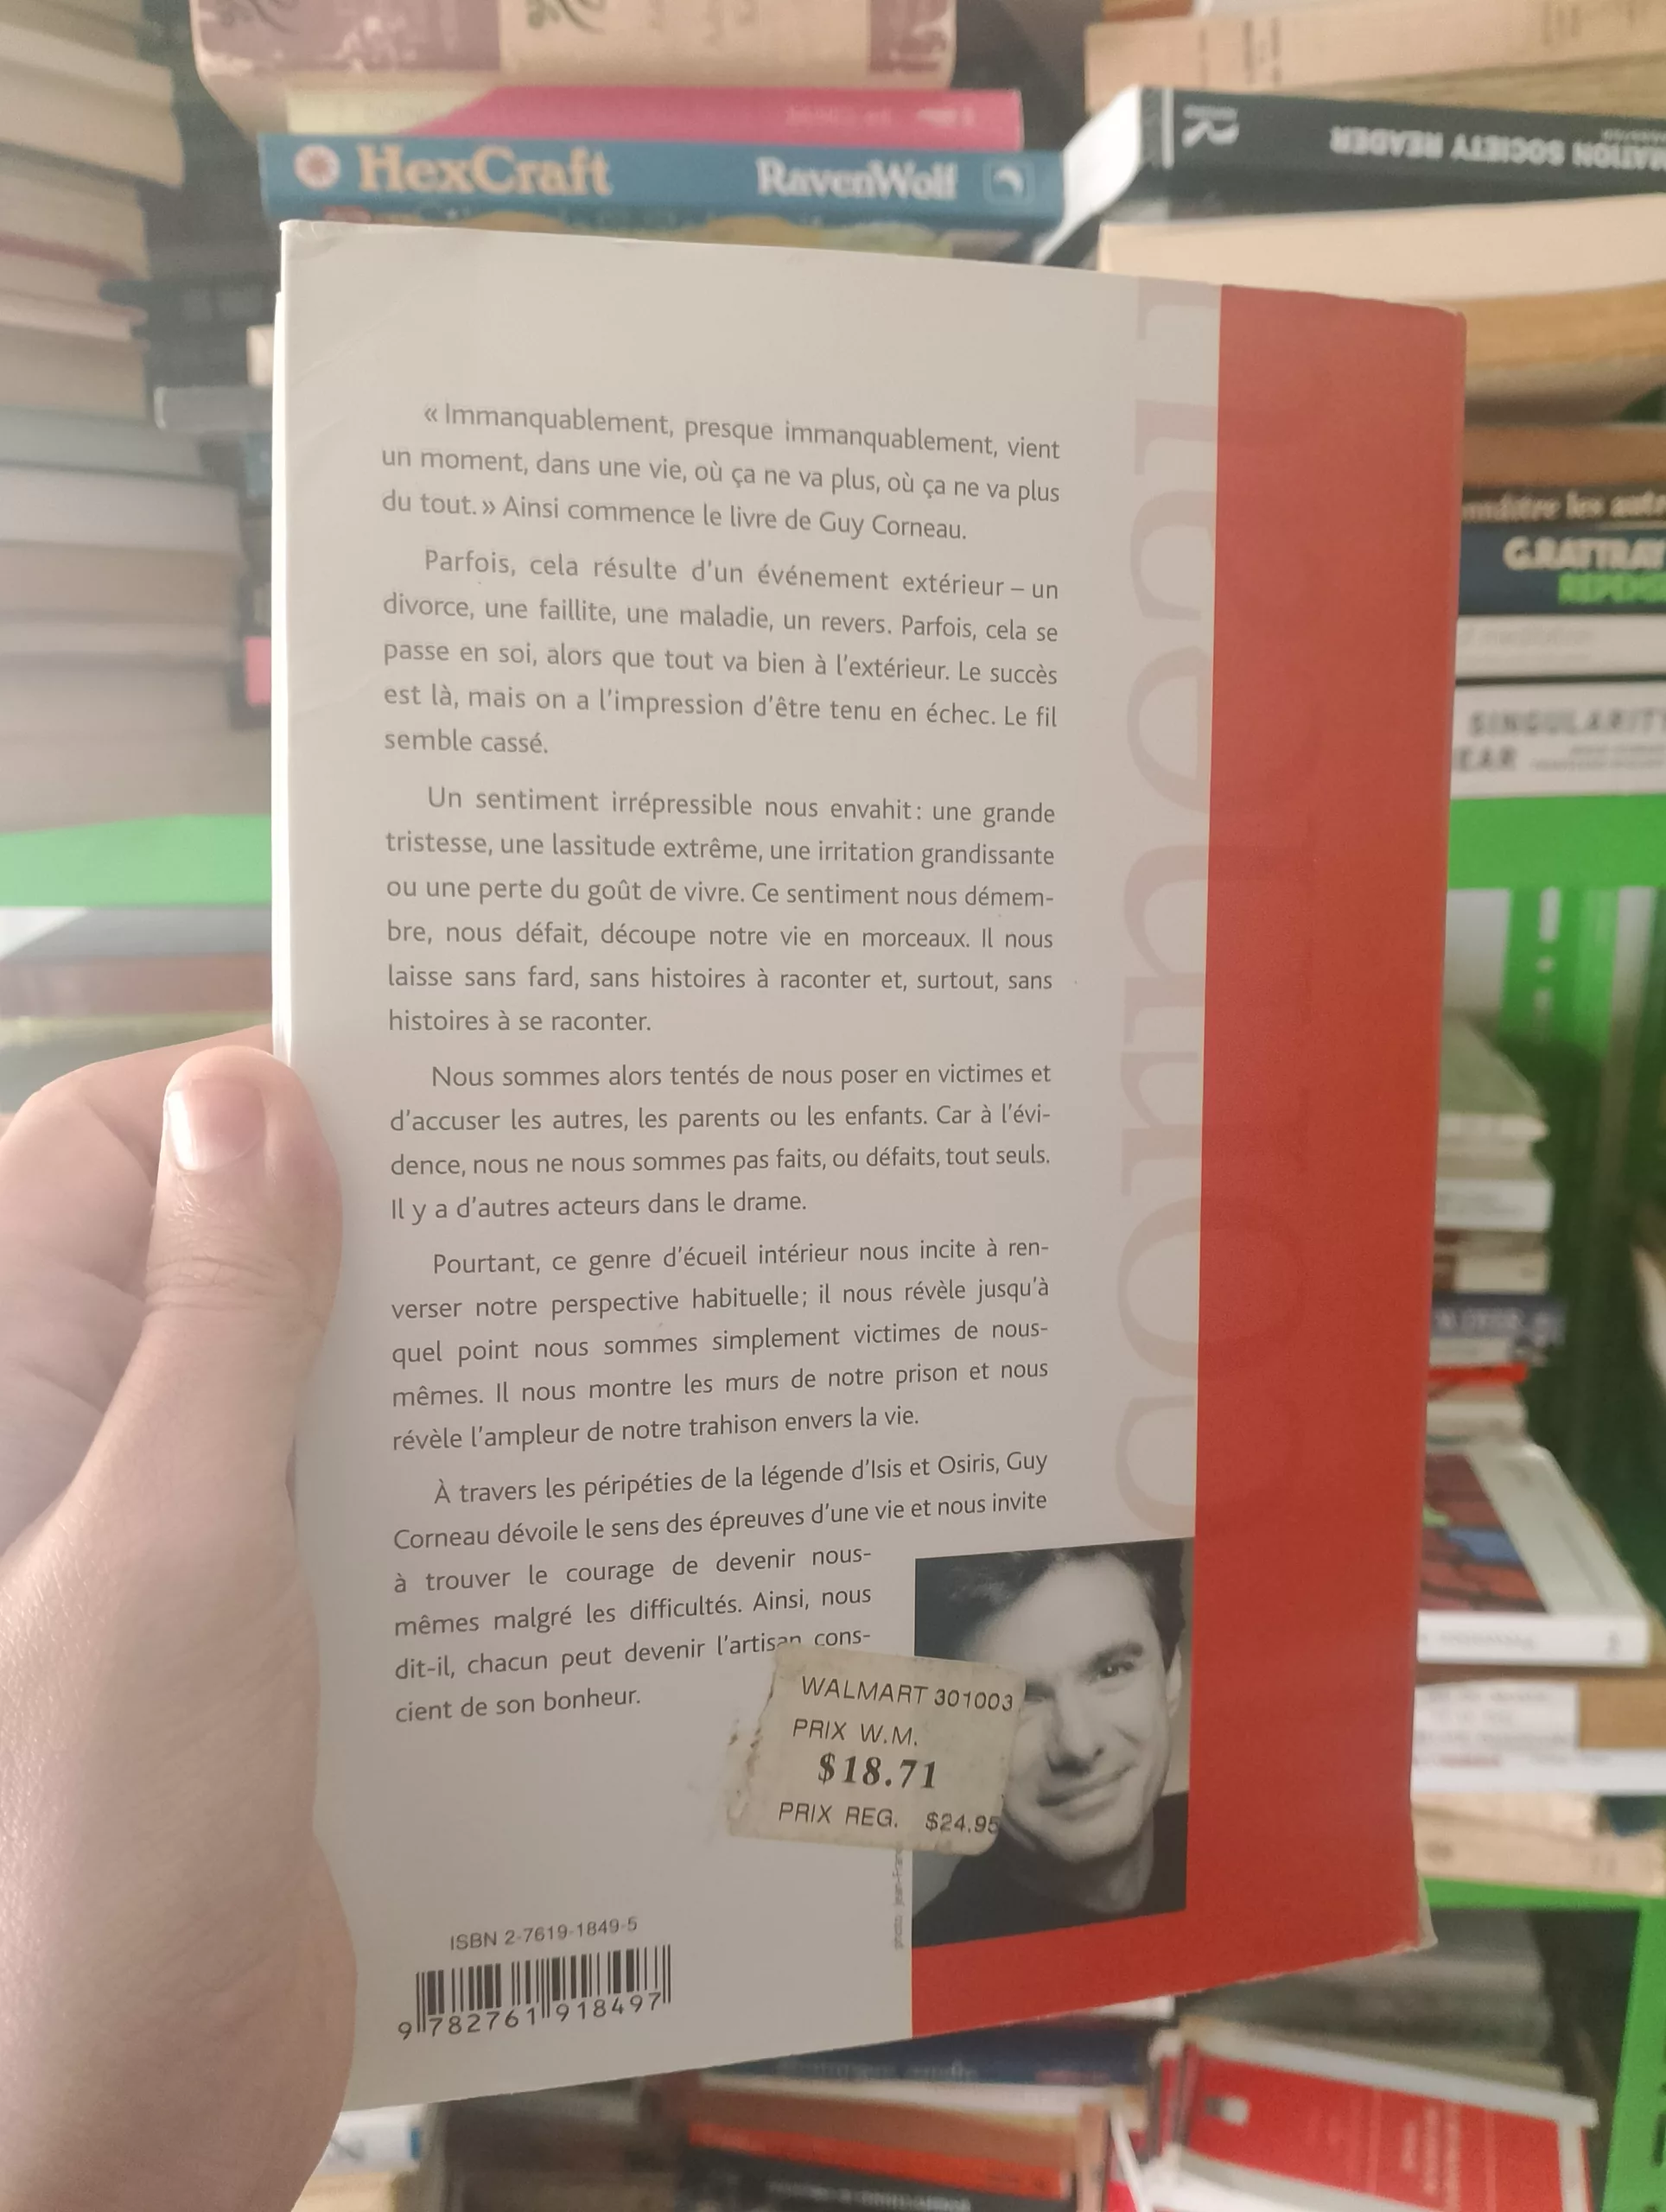 HexCraft RavenWolf
MATION SOCIETY READER
« Immanquablement, presque immanquablement, vient
un moment, dans une vie, où ça ne va plus, où ça ne va plus
du tout. » Ainsi commence le livre de Guy Corneau.
Parfois, cela résulte d'un événement extérieur – un
divorce, une faillite, une maladie, un revers. Parfois, cela se
passe en soi, alors que tout va bien à l'extérieur. Le succès
est là, mais on a l'impression d'être tenu en échec. Le fil
semble cassé.
Un sentiment irrépressible nous envahit : une grande
tristesse, une lassitude extrême, une irritation grandissante
ou une perte du goût de vivre. Ce sentiment nous démem-
bre, nous défait, découpe notre vie en morceaux. Il nous
laisse sans fard, sans histoires à raconter et, surtout, sans
histoires à se raconter.
Nous sommes alors tentés de nous poser en victimes et
d'accuser les autres, les parents ou les enfants. Car à l'évi-
dence, nous ne nous sommes pas faits, ou défaits, tout seuls.
Il y a d'autres acteurs dans le drame.
Pourtant, ce genre d'écueil intérieur nous incite à ren-
verser notre perspective habituelle; il nous révèle jusqu'à
quel point nous sommes simplement victimes de nous-
mêmes. Il nous montre les murs de notre prison et nous
révèle l'ampleur de notre trahison envers la vie.
À travers les péripéties de la légende d'Isis et Osiris, Guy
Corneau dévoile le sens des épreuves d'une vie et nous invite
à trouver le courage de devenir nous-
mêmes malgré les difficultés. Ainsi, nous
dit-il, chacun peut devenir l'artisan cons-
cient de son bonheur.
WALMART 301003
PRIX W.M.
$18.71
PRIX REG. $24.95
photo : Jean-Fran
ISBN 2-7619-1849-5
9 782761 918497
comment
G.RATTRAY
SINGULARITY
EAR